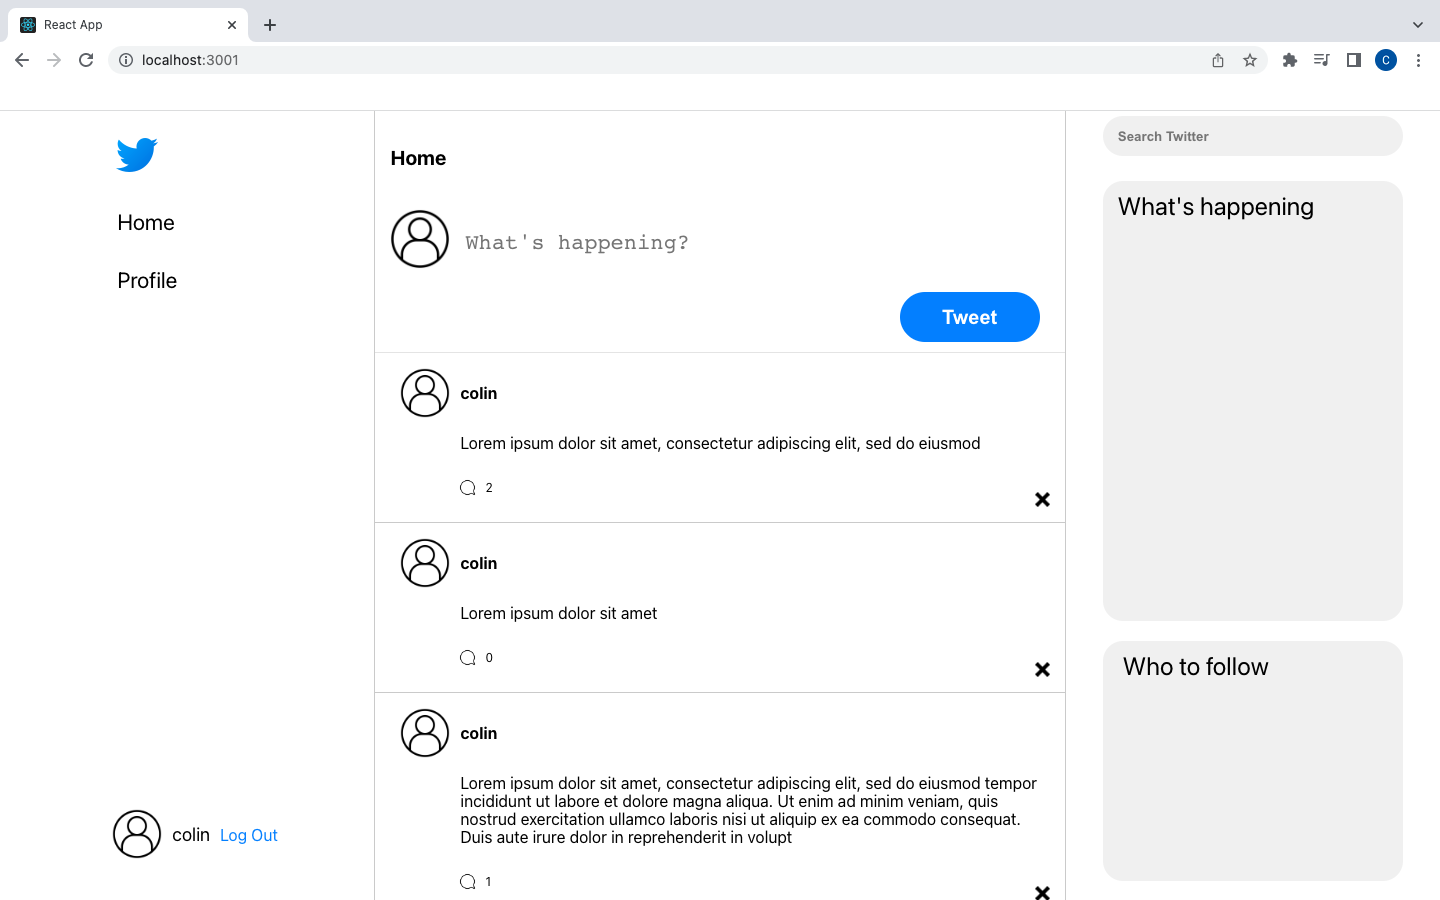 React App
localhost:3001
C
Home
Profile
colin Log Out
Home
What's happening?
Tweet
colin
Lorem ipsum dolor sit amet, consectetur adipiscing elit, sed do eiusmod
2
colin
Lorem ipsum dolor sit amet
0
colin
Lorem ipsum dolor sit amet, consectetur adipiscing elit, sed do eiusmod tempor
incididunt ut labore et dolore magna aliqua. Ut enim ad minim veniam, quis
nostrud exercitation ullamco laboris nisi ut aliquip ex ea commodo consequat.
Duis aute irure dolor in reprehenderit in volupt
1
Search Twitter
What's happening
Who to follow